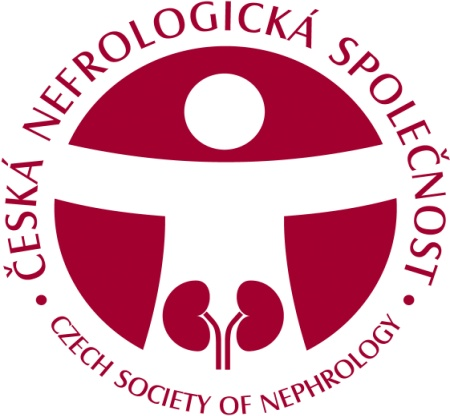 ČESKÁ NEFROLOGICKÁ SPOLEČNOST
CZECH SOCIETY OF NEPHROLOGY